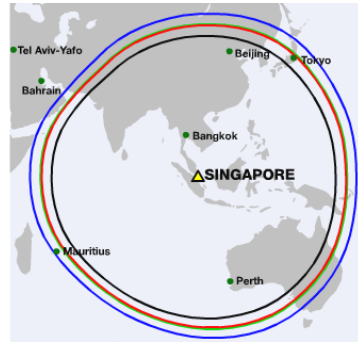 Tel Aviv-Yafo
Beijing
Tokyo
Bahrain
Bangkok
SINGAPORE
Mauritius
Perth